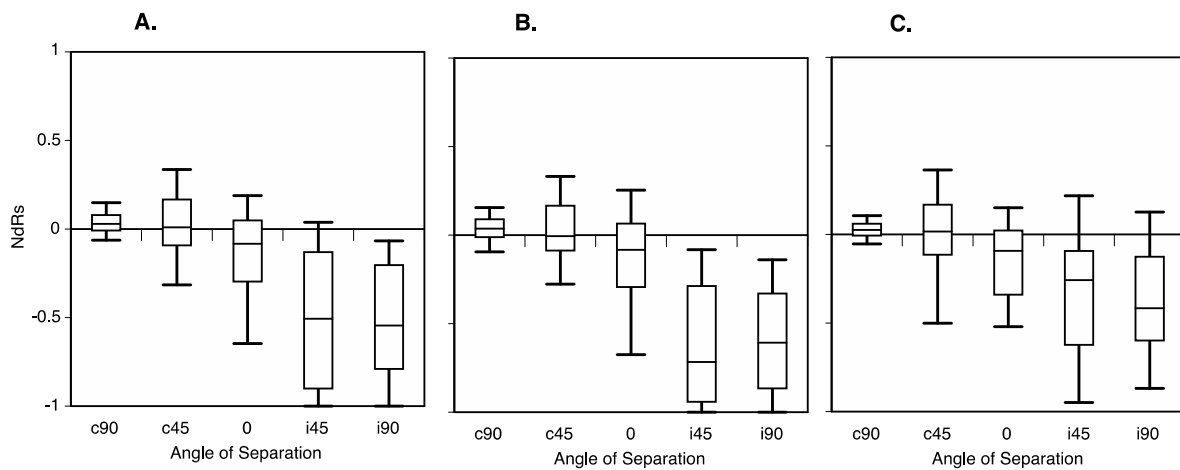 A. B. C.
1
0.5
0
-0.5
-1
NdRs
c90 c45 0 i45 i90 c90 c45 0 i45 i90 c90 c45 0 i45 i90
Angle of Separation Angle of Separation Angle of Separation